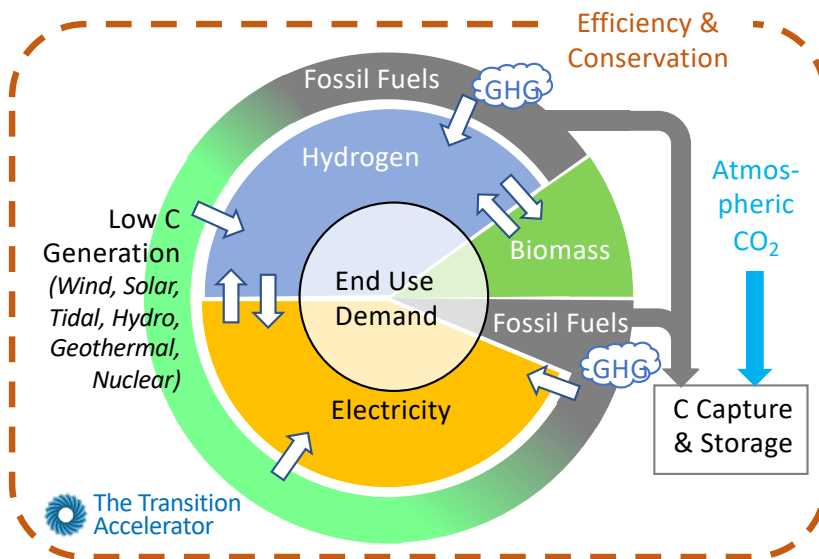 Efficiency &
Conservation
Fossil Fuels
GHG
Hydrogen
Atmos-
pheric
CO₂
Low C
Generation
(Wind, Solar,
Tidal, Hydro,
Geothermal,
Nuclear)
Biomass
End Use
Demand
Fossil Fuels
GHG
Electricity
C Capture
& Storage
The Transition
Accelerator